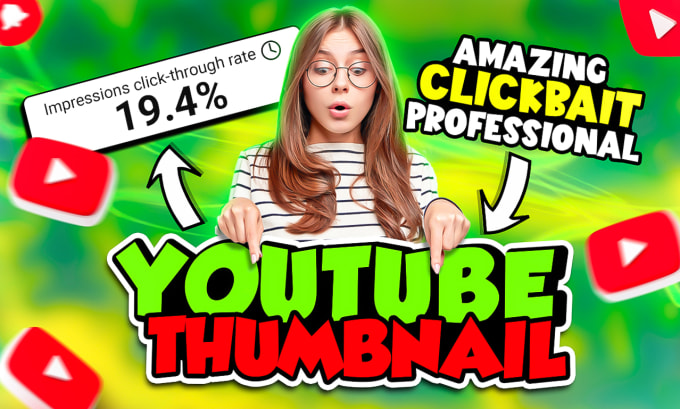 Impressions click-through rate
19.4%
AMAZING
CLICKBAIT
PROFESSIONAL
YOUTUBE
THUMBNAIL